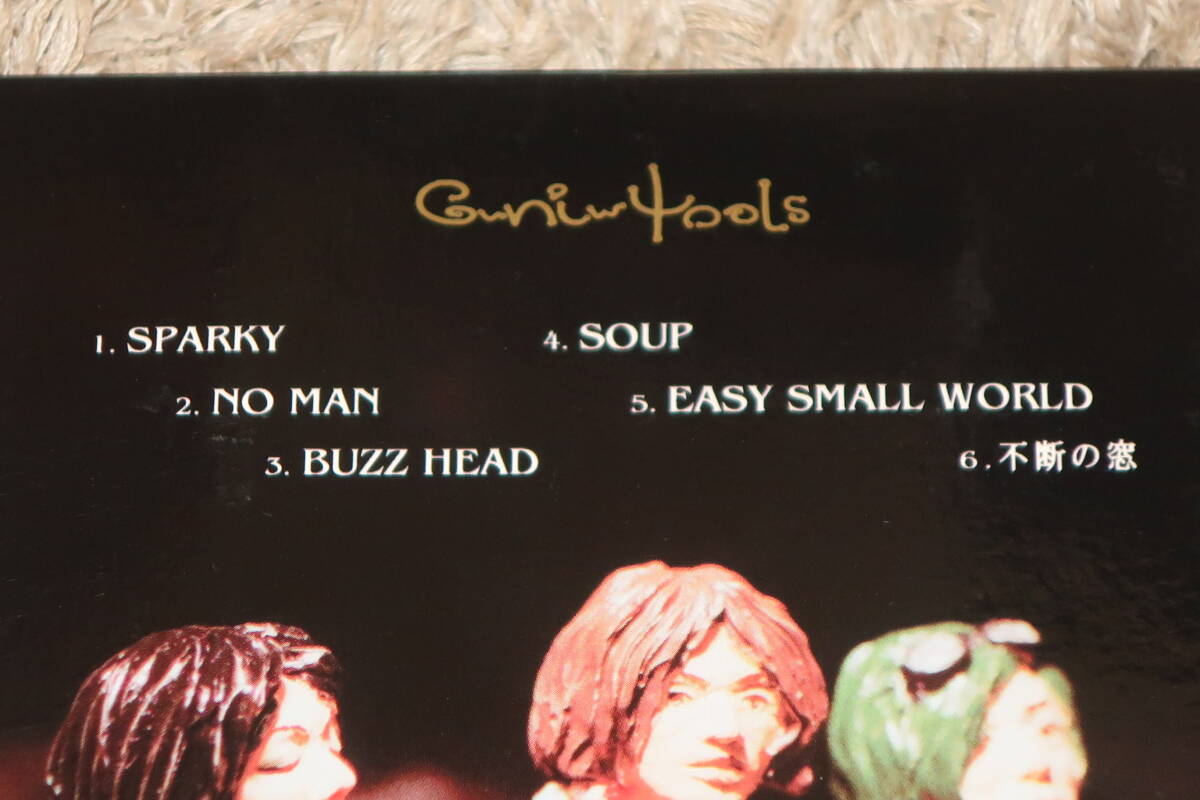 Guniw Tools
1. SPARKY
2. NO MAN
3. BUZZ HEAD
4. SOUP
5. EASY SMALL WORLD
6. 不断の窓